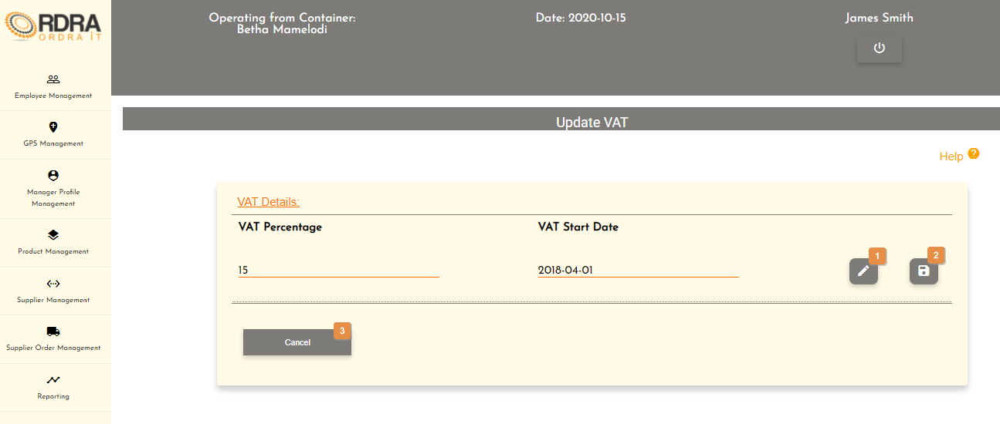 RDRA
ORDRA IT
Operating from Container:
Betha Mamelodi
Date: 2020-10-15
James Smith
Employee Management
GPS Management
Manager Profile
Management
Product Management
Supplier Management
Supplier Order Management
Reporting
Update VAT
Help ?
VAT Details:
VAT Percentage
VAT Start Date
15
2018-04-01
1
2
Cancel
3